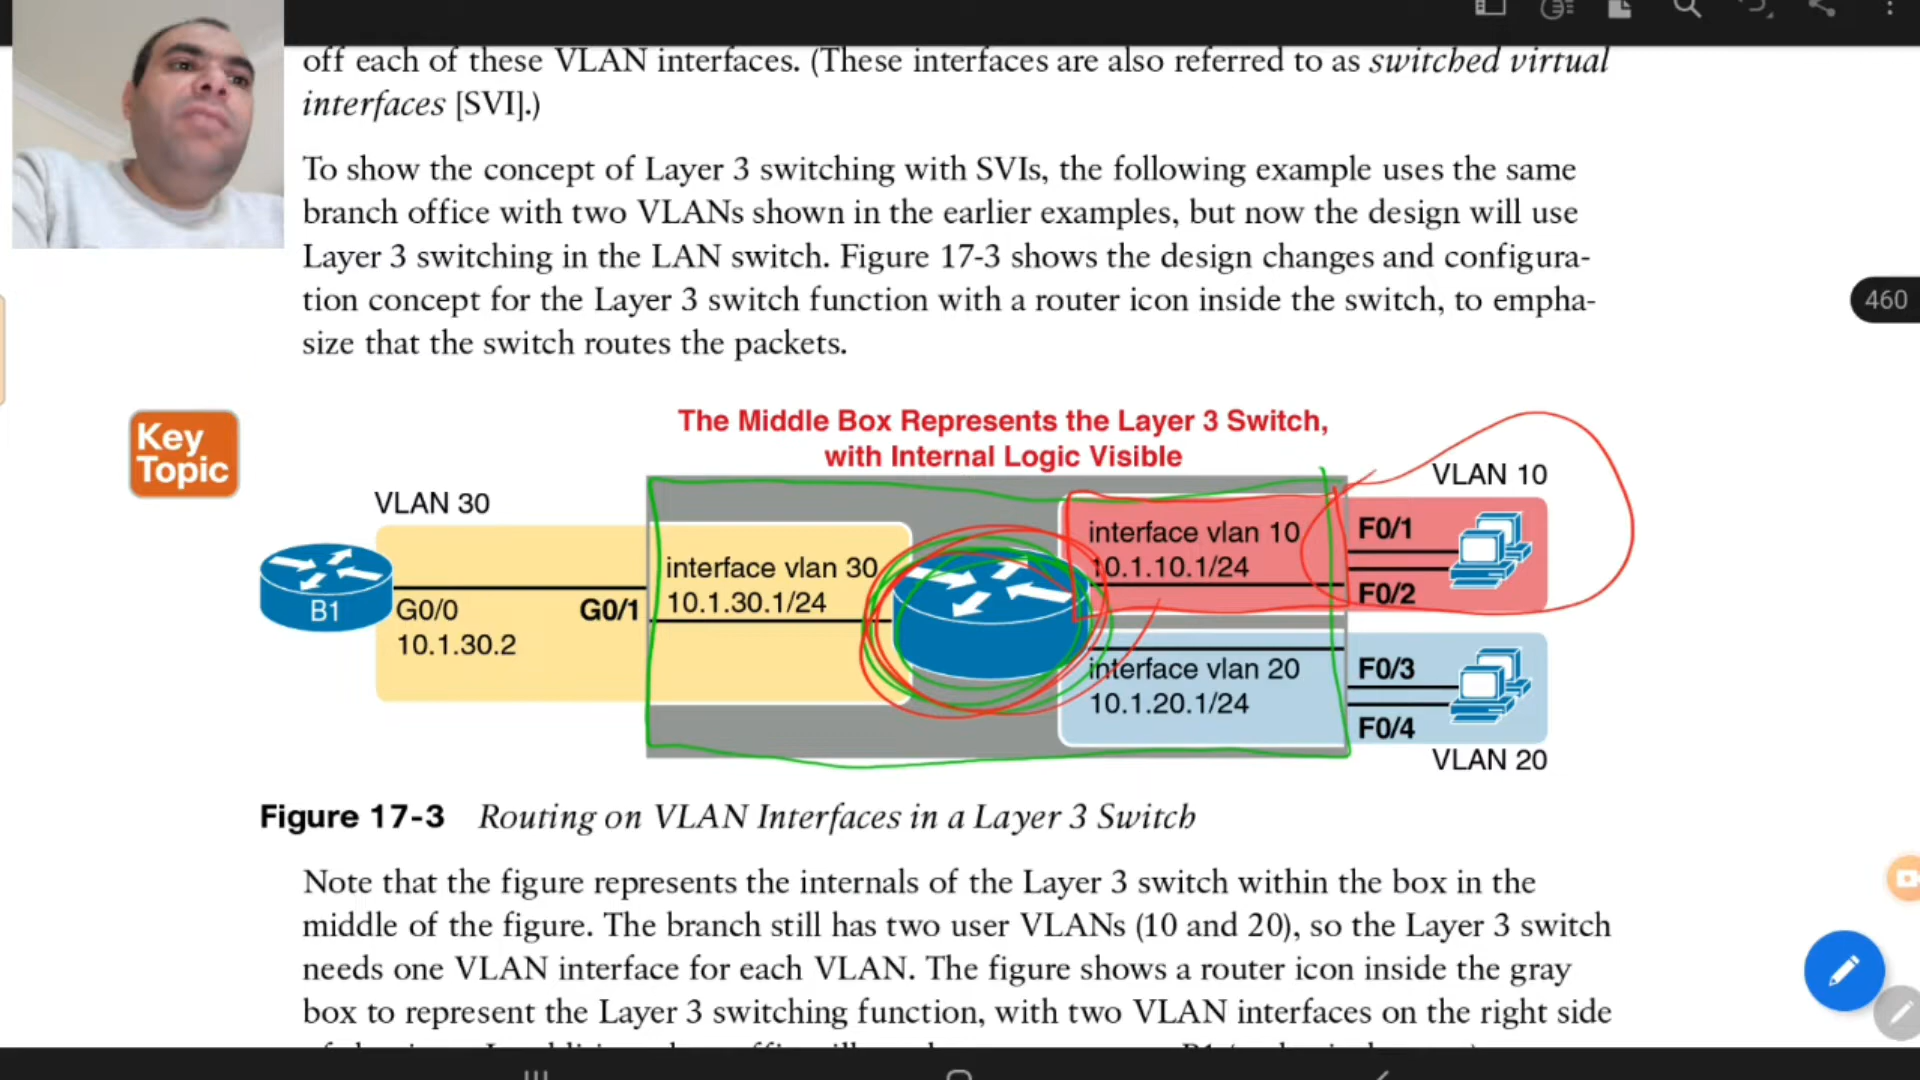 off each of these VLAN interfaces. (These interfaces are also referred to as switched virtual
interfaces [SVI].)
To show the concept of Layer 3 switching with SVIs, the following example uses the same
branch office with two VLANs shown in the earlier examples, but now the design will use
Layer 3 switching in the LAN switch. Figure 17-3 shows the design changes and configura-
tion concept for the Layer 3 switch function with a router icon inside the switch, to empha-
size that the switch routes the packets.
460
Key
Topic
The Middle Box Represents the Layer 3 Switch,
with Internal Logic Visible
VLAN 30
B1
G0/0
10.1.30.2
G0/1
interface vlan 30
10.1.30.1/24
interface vlan 10
10.1.10.1/24
interface vlan 20
10.1.20.1/24
VLAN 10
F0/1
F0/2
F0/3
F0/4
VLAN 20
Figure 17-3 Routing on VLAN Interfaces in a Layer 3 Switch
Note that the figure represents the internals of the Layer 3 switch within the box in the
middle of the figure. The branch still has two user VLANs (10 and 20), so the Layer 3 switch
needs one VLAN interface for each VLAN. The figure shows a router icon inside the gray
box to represent the Layer 3 switching function, with two VLAN interfaces on the right side